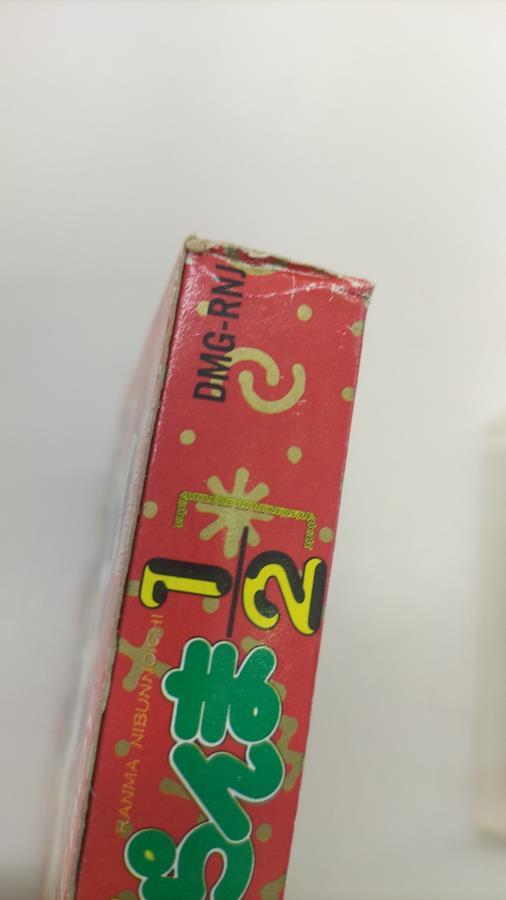 DMG-RNJ
らんま1/2
RANMA NIBUNNOICHI